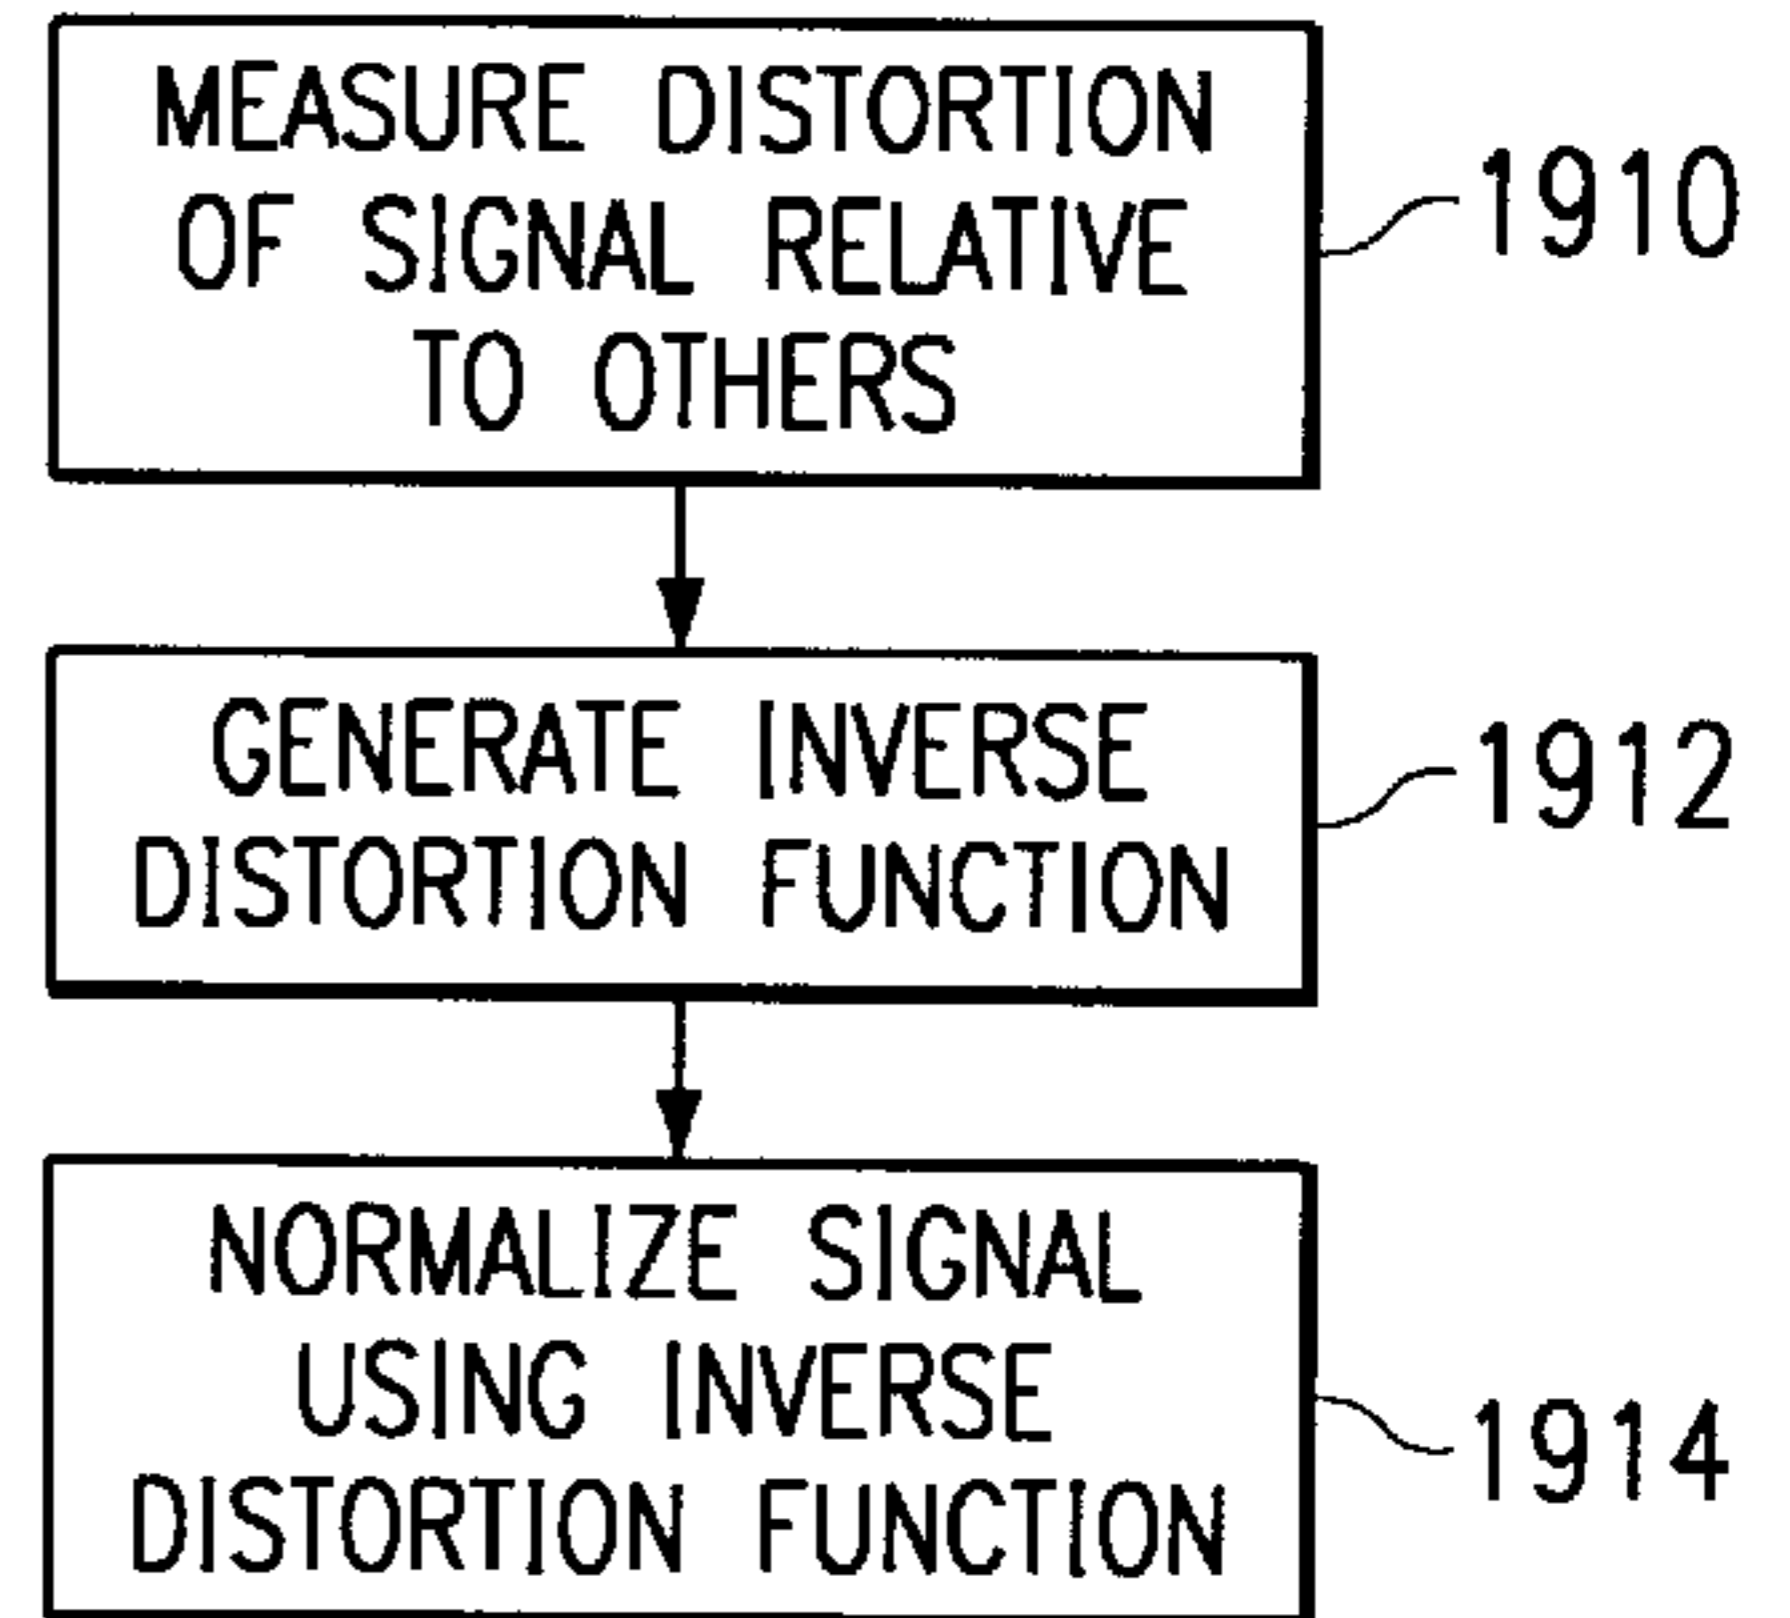 MEASURE DISTORTION
OF SIGNAL RELATIVE
TO OTHERS
1910
GENERATE INVERSE
DISTORTION FUNCTION
1912
NORMALIZE SIGNAL
USING INVERSE
DISTORTION FUNCTION
1914